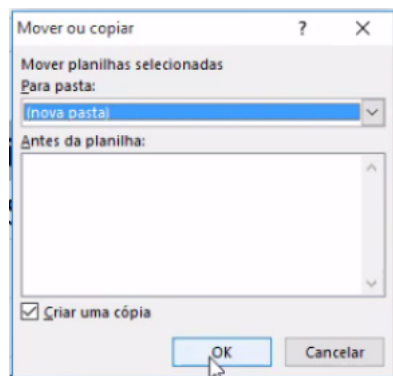 Mover ou copiar ? ×
Mover planilhas selecionadas
Para pasta:
(nova pasta)
Antes da planilha:
Criar uma cópia
OK Cancelar